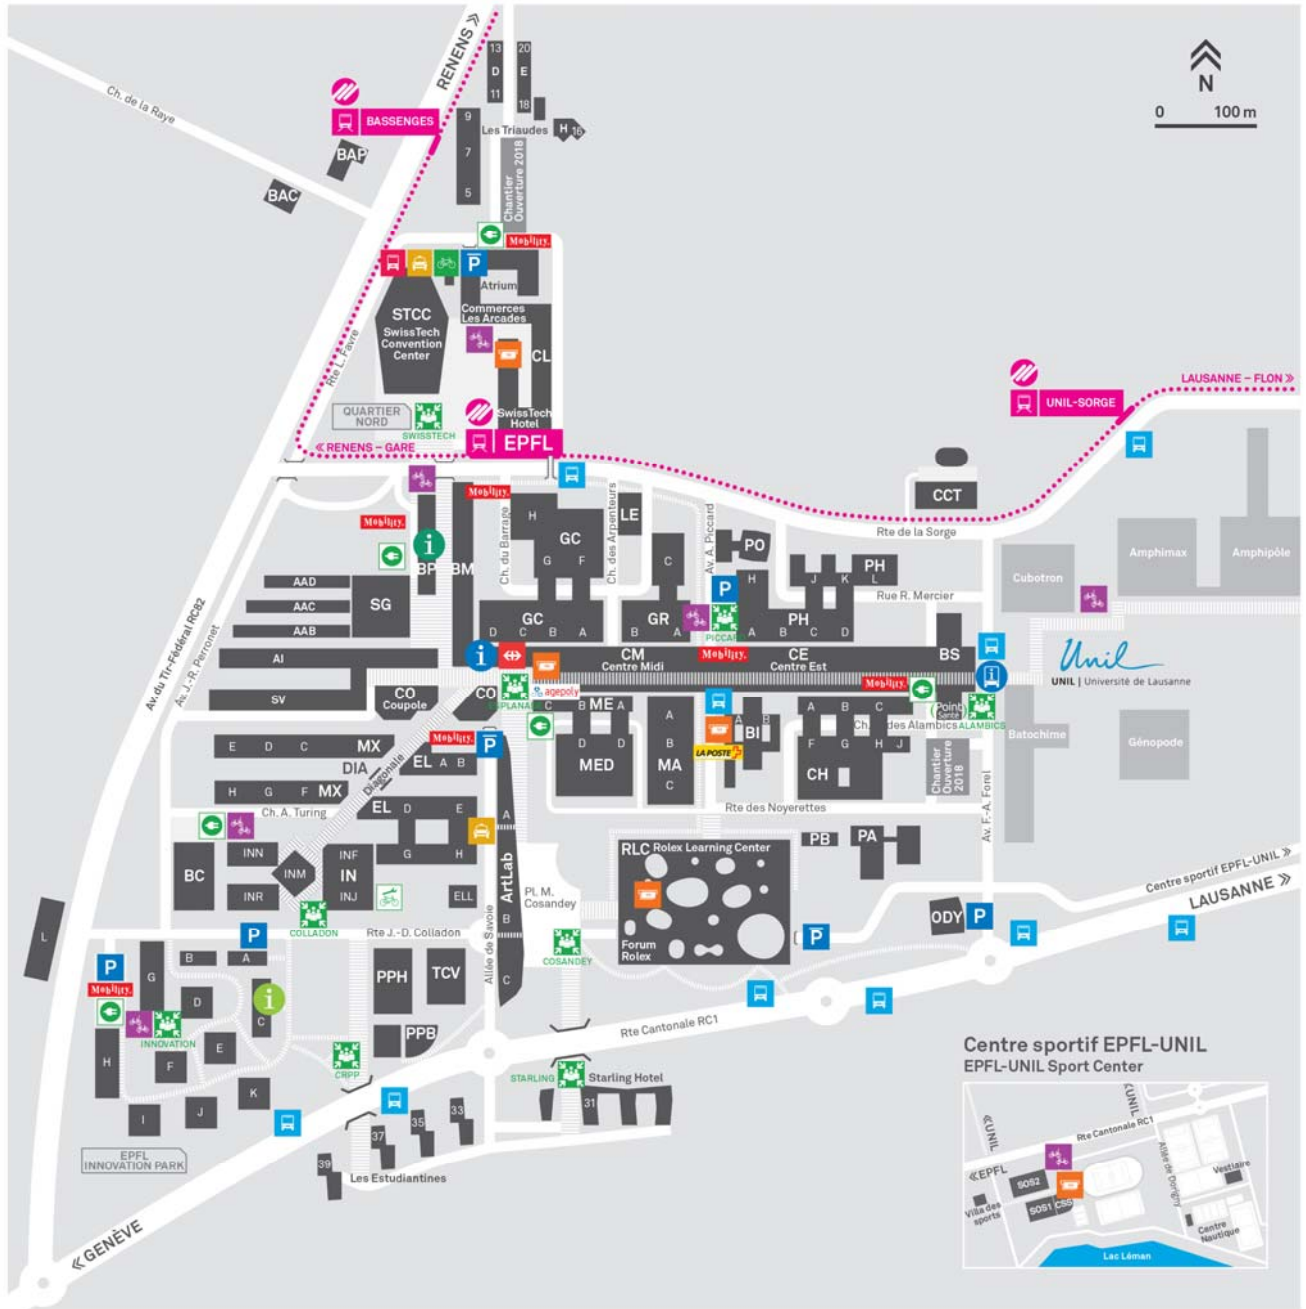 RENENS »
13
20
D
E
11
18
N
0 100 m
Ch. de la Raye
BASSENGES
9
Les Triaudes
H 16
7
5
BAP
BAC
Chantier
Ouverture 2018
Mobility.
P
Atrium
STCC
SwissTech
Convention
Center
Commerces
Les Arcades
CL
Rte L. Favre
QUARTIER
NORD
SWISSTECH
SwissTech
Hotel
EPFL
« RENENS – GARE
LAUSANNE – FLON »
UNIL-SORGE
CCT
Rte de la Sorge
Mobility.
Mobility.
i
BP
BM
Ch. du Barrage
H
GC
G F
Ch. des Arpenteurs
LE
C
Av. A. Piccard
PO
P
H
J K L
PH
Rue R. Mercier
Cubotron
Amphimax
Amphipôle
AAD
AAC
AAB
SG
GC
D C B A
GR
B A
PICCARD
PH
A B C D
AI
SV
CO
Coupole
CO
i
CM
Centre Midi
Mobility.
CE
Centre Est
BS
Unil
UNIL | Université de Lausanne
Mobility.
ESPLANADE
agepoly
Point
Santé
ALAMBICS
Ch. des Alambics
Av. du Tir-Fédéral RC82
Av. J.-R. Perronet
C B A
ME
D D
MED
A
B
MA
C
A B
BI
LA POSTE
A B C
F G H J
CH
Chantier
Ouverture
2018
Batochime
Génopode
E D C MX
DIA
Diagonale
H G F MX
Mobility.
P
EL A B
EL D E
G H
Ch. A. Turing
Rte des Noyerettes
Av. F.-A. Forel
BC
INN
INR
INM
INF
IN
INJ
ELL
A
ArtLab
B
C
Pl. M.
Cosandey
RLC Rolex Learning Center
Forum
Rolex
PB
PA
ODY
P
P
Centre sportif EPFL-UNIL »
LAUSANNE »
COLLADON
Rte J.-D. Colladon
Allée de Savoie
COSANDEY
L
P
P
Mobility.
B A
G
D
i
C
INNOVATION
H
F
E
K
I
J
PPH
TCV
PPB
CRPP
Rte Cantonale RC1
STARLING
Starling Hotel
31
33
35
37
39
Les Estudiantines
EPFL
INNOVATION PARK
« GENÈVE
Centre sportif EPFL-UNIL
EPFL-UNIL Sport Center
«UNIL
UNIL
Rte Cantonale RC1
«EPFL
SOS2
SOS1
CSS
Villa des
sports
Allée de Dorigny
Vestiaire
Centre
Nautique
Lac Léman